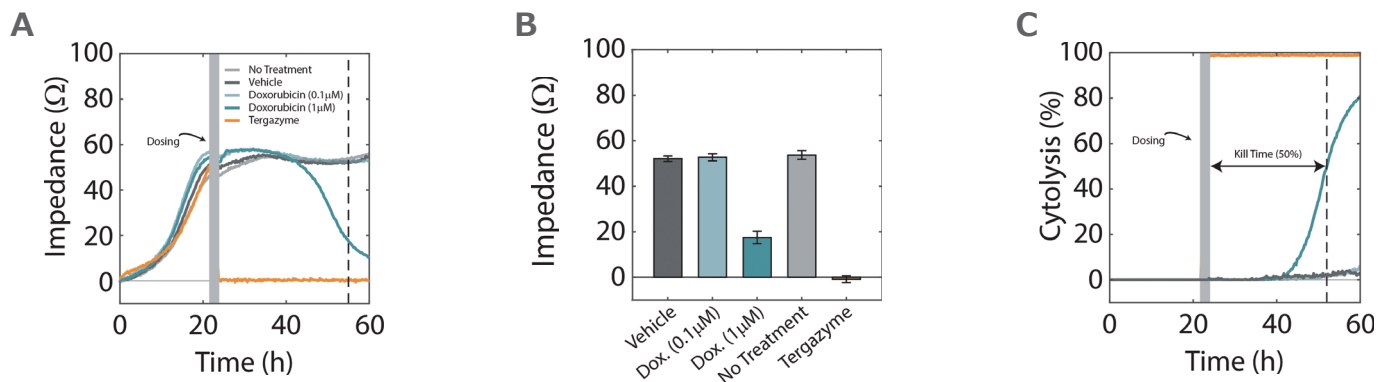 A
Impedance (Ω)
100
80
60
40
20
0
No Treatment
Vehicle
Doxorubicin (0.1µM)
Doxorubicin (1µM)
Tergazyme
Dosing
0
20
40
60
Time (h)
B
Impedance (Ω)
100
80
60
40
20
0
Vehicle
Dox. (0.1µM)
Dox. (1µM)
No Treatment
Tergazyme
C
Cytolysis (%)
100
80
60
40
20
0
Dosing
Kill Time (50%)
0
20
40
60
Time (h)